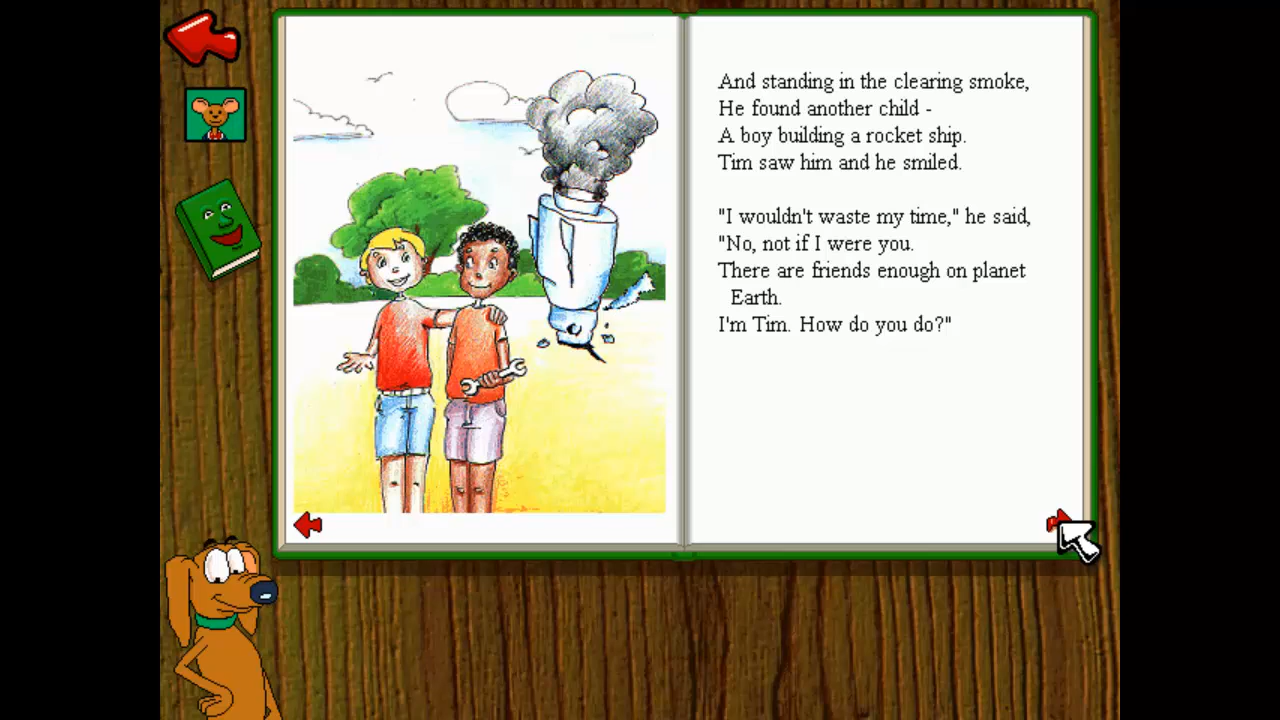 And standing in the clearing smoke,
He found another child -
A boy building a rocket ship.
Tim saw him and he smiled.
"I wouldn't waste my time," he said,
"No, not if I were you.
There are friends enough on planet
Earth.
I'm Tim. How do you do?"